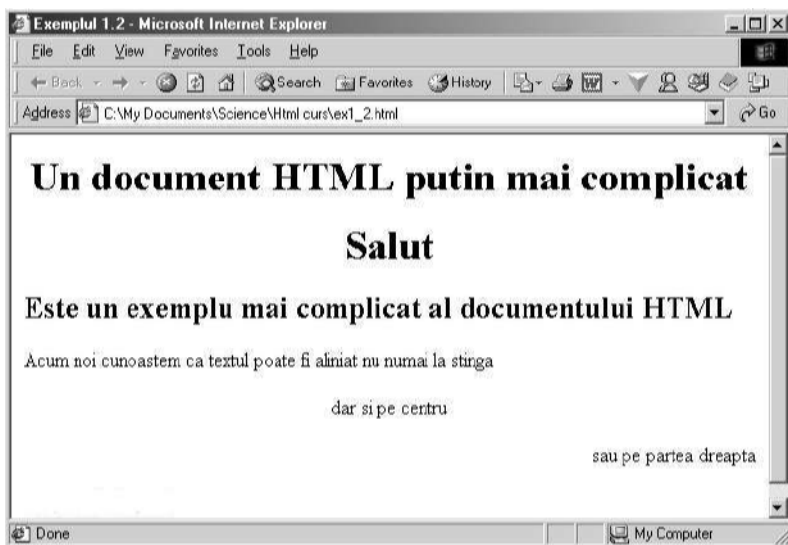 Exemplul 1.2 - Microsoft Internet Explorer
File Edit View Favorites Tools Help
Back Search Favorites History
Address C:\My Documents\Science\Html curs\ex1_2.html Go
Un document HTML putin mai complicat
Salut
Este un exemplu mai complicat al documentului HTML
Acum noi cunoastem ca textul poate fi aliniat nu numai la stinga
dar si pe centru
sau pe partea dreapta
Done My Computer